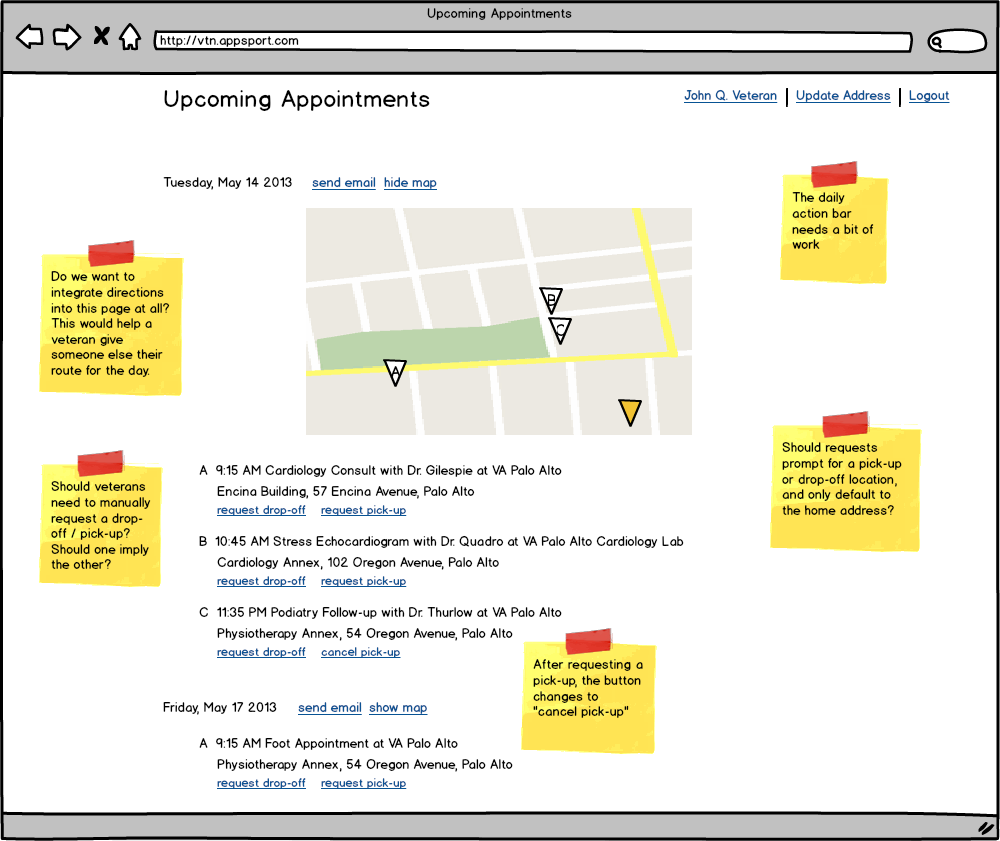 Upcoming Appointments
http://vtn.appsport.com
Upcoming Appointments
John Q. Veteran
Update Address
Logout
Tuesday, May 14 2013 send email hide map
The daily
action bar
needs a bit of
work
Do we want to
integrate directions
into this page at all?
This would help a
veteran give
someone else their
route for the day.
B
C
A
Should requests
prompt for a pick-up
or drop-off location,
and only default to
the home address?
Should veterans
need to manually
request a drop-
off / pick-up?
Should one imply
the other?
A 9:15 AM Cardiology Consult with Dr. Gilespie at VA Palo Alto
Encina Building, 57 Encina Avenue, Palo Alto
request drop-off request pick-up
B 10:45 AM Stress Echocardiogram with Dr. Quadro at VA Palo Alto Cardiology Lab
Cardiology Annex, 102 Oregon Avenue, Palo Alto
request drop-off request pick-up
C 11:35 PM Podiatry Follow-up with Dr. Thurlow at VA Palo Alto
Physiotherapy Annex, 54 Oregon Avenue, Palo Alto
request drop-off cancel pick-up
After requesting a
pick-up, the button
changes to
"cancel pick-up"
Friday, May 17 2013 send email show map
A 9:15 AM Foot Appointment at VA Palo Alto
Physiotherapy Annex, 54 Oregon Avenue, Palo Alto
request drop-off request pick-up